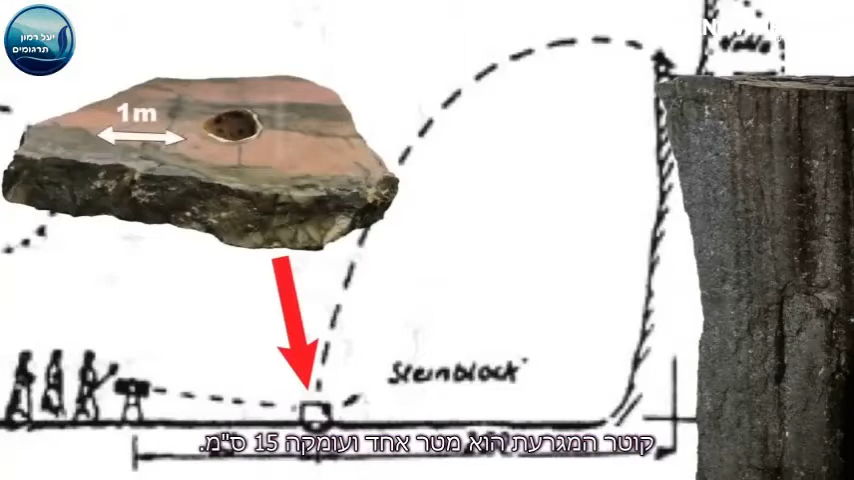 יעל רמון
תרגומים
1m
Steinblock
קוטר המגרעת הוא מטר אחד ועומקה 15 ס"מ.